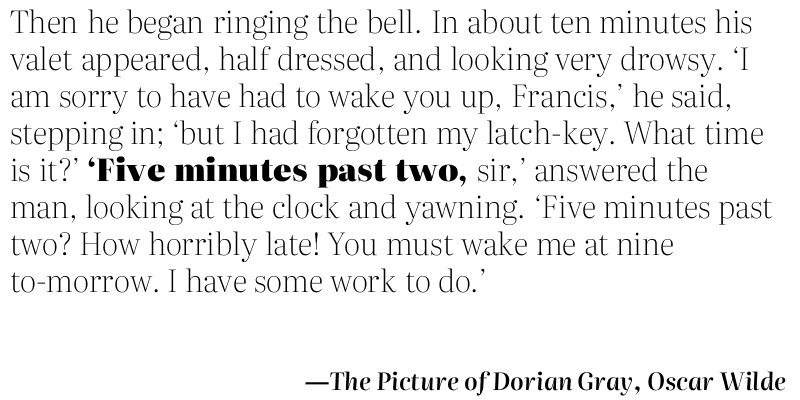 Then he began ringing the bell. In about ten minutes his
valet appeared, half dressed, and looking very drowsy. ‘I
am sorry to have had to wake you up, Francis,’ he said,
stepping in; ‘but I had forgotten my latch-key. What time
is it?’ ‘Five minutes past two, sir,’ answered the
man, looking at the clock and yawning. ‘Five minutes past
two? How horribly late! You must wake me at nine
to-morrow. I have some work to do.’
—The Picture of Dorian Gray, Oscar Wilde